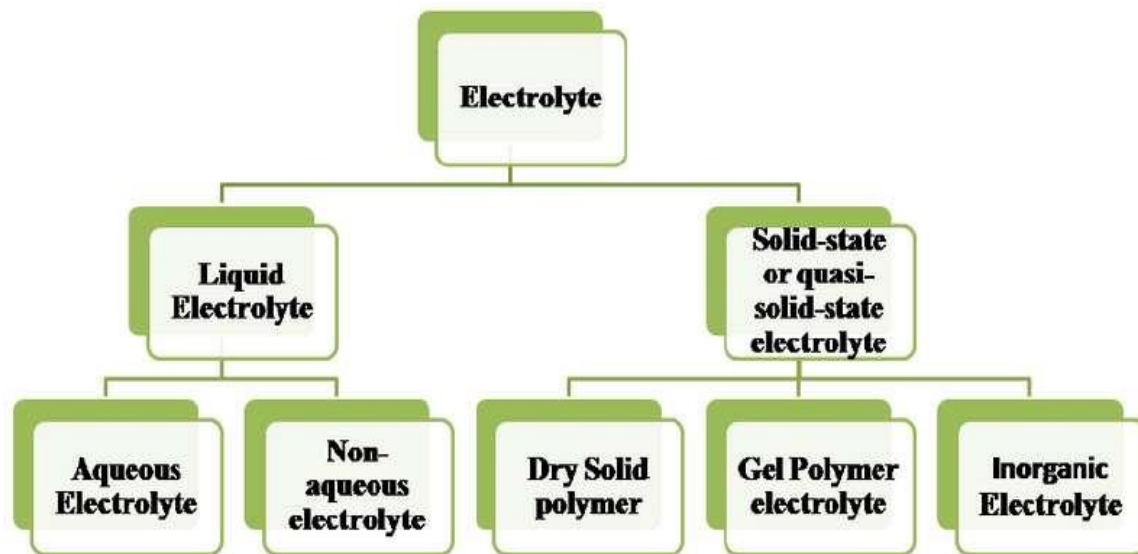 Electrolyte
Liquid
Electrolyte
Solid-state
or quasi-
solid-state
electrolyte
Aqueous
Electrolyte
Non-
aqueous
electrolyte
Dry Solid
polymer
Gel Polymer
electrolyte
Inorganic
Electrolyte